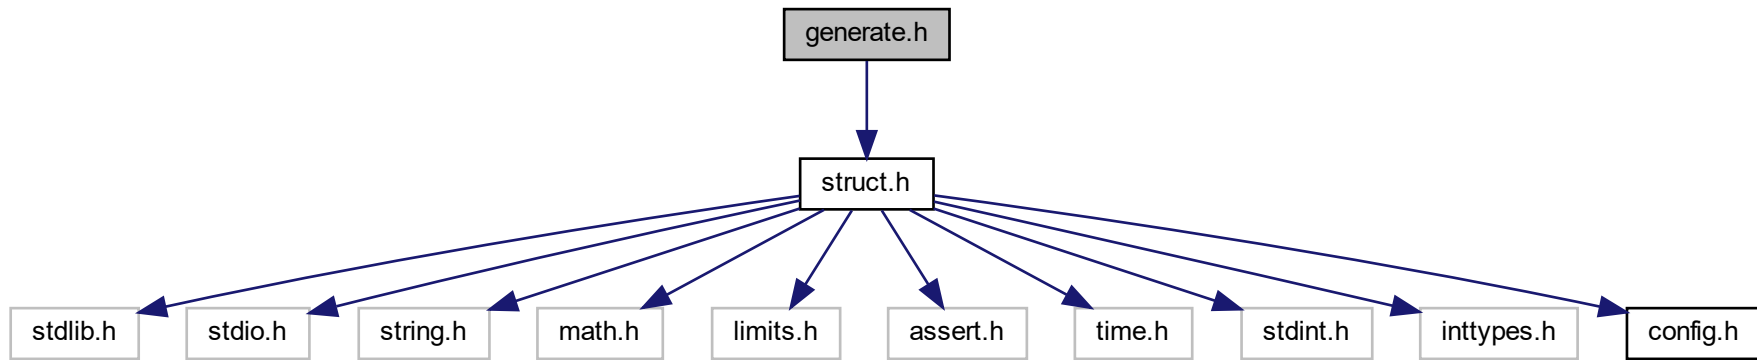 generate.h
struct.h
stdlib.h
stdio.h
string.h
math.h
limits.h
assert.h
time.h
stdint.h
inttypes.h
config.h